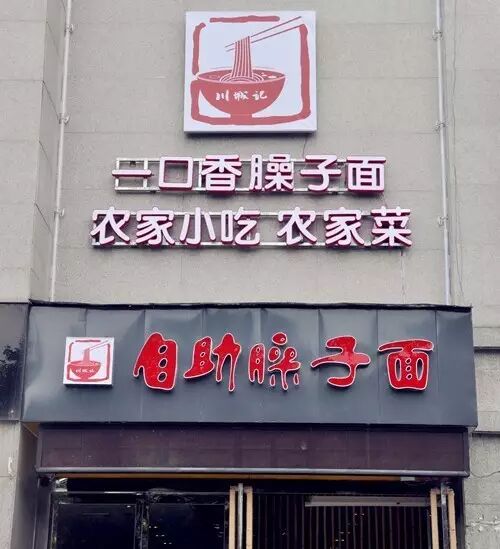 川城记
一口香臊子面
农家小吃 农家菜
自助臊子面